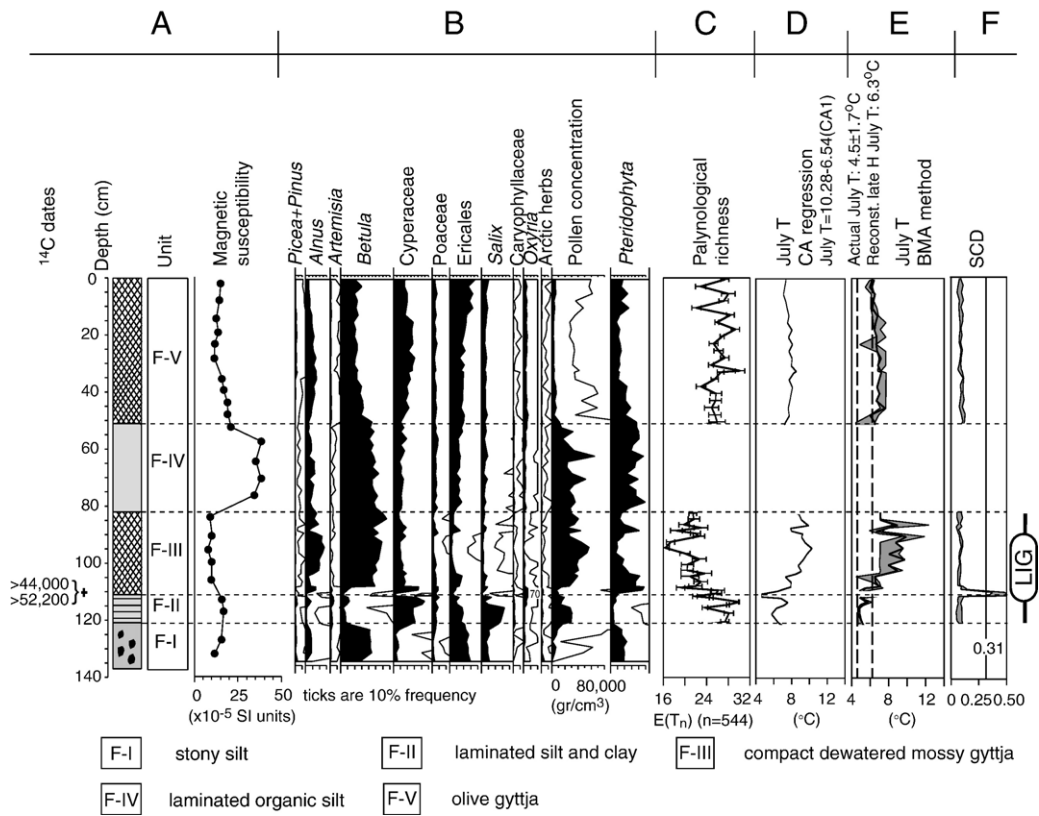 A B C D E F
14C dates
Depth (cm)
Unit
Magnetic
susceptibility
Picea+Pinus
Alnus
Artemisia
Betula
Cyperaceae
Poaceae
Ericales
Salix
Caryophyllaceae
Oxyria
Arctic herbs
Pollen concentration
Pteridophyta
Palynological
richness
July T
CA regression
July T=10.28-6.54(CA1)
Actual July T: 4.5±1.7°C
Reconst. late H July T: 6.3°C
July T
BMA method
SCD
0
20
40
60
80
100
120
140
>44,000
>52,200
F-V
F-IV
F-III
F-II
F-I
70
LIG
0.31
0 25 50
(x10-5 SI units)
ticks are 10% frequency
0 80,000
(gr/cm3)
16 24 32
E(Tn) (n=544)
4 8 12
(°C)
4 8 12
(°C)
0 0.25 0.50
F-I stony silt
F-II laminated silt and clay
F-III compact dewatered mossy gyttja
F-IV laminated organic silt
F-V olive gyttja